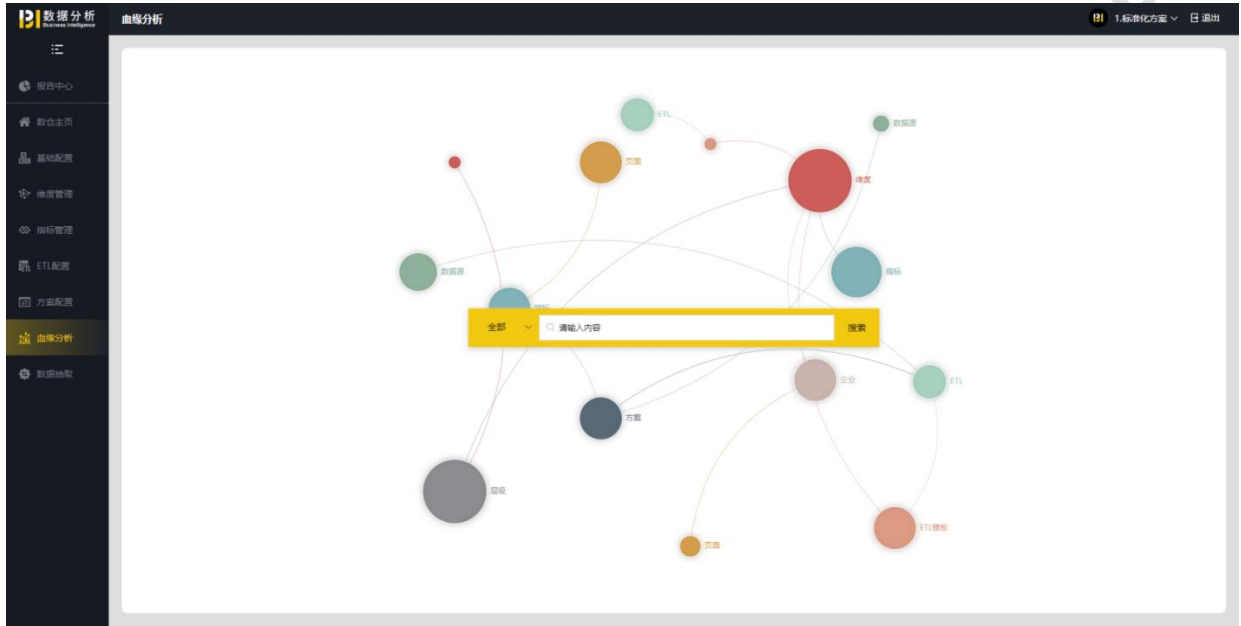 数据分析
Business Intelligence
血缘分析
BI 1.标准化方案
退出
报告中心
数仓主页
基础配置
维度管理
指标管理
ETL配置
方案配置
血缘分析
数据抽取
ETL
数据源
页面
维度
数据源
指标
指标
全部
请输入内容
搜索
企业
ETL
方案
层级
ETL模板
页面